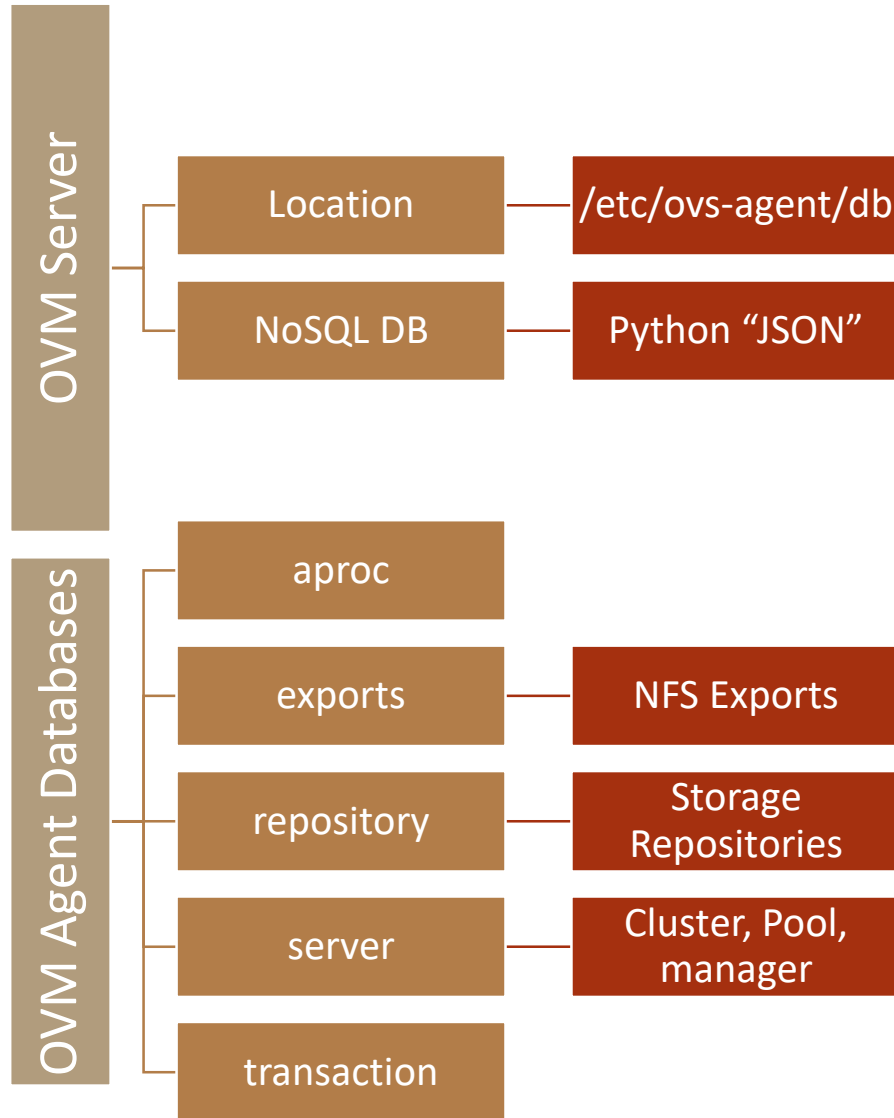 OVM Server
Location
/etc/ovs-agent/db
NoSQL DB
Python “JSON”
OVM Agent Databases
aproc
exports
NFS Exports
repository
Storage
Repositories
server
Cluster, Pool,
manager
transaction